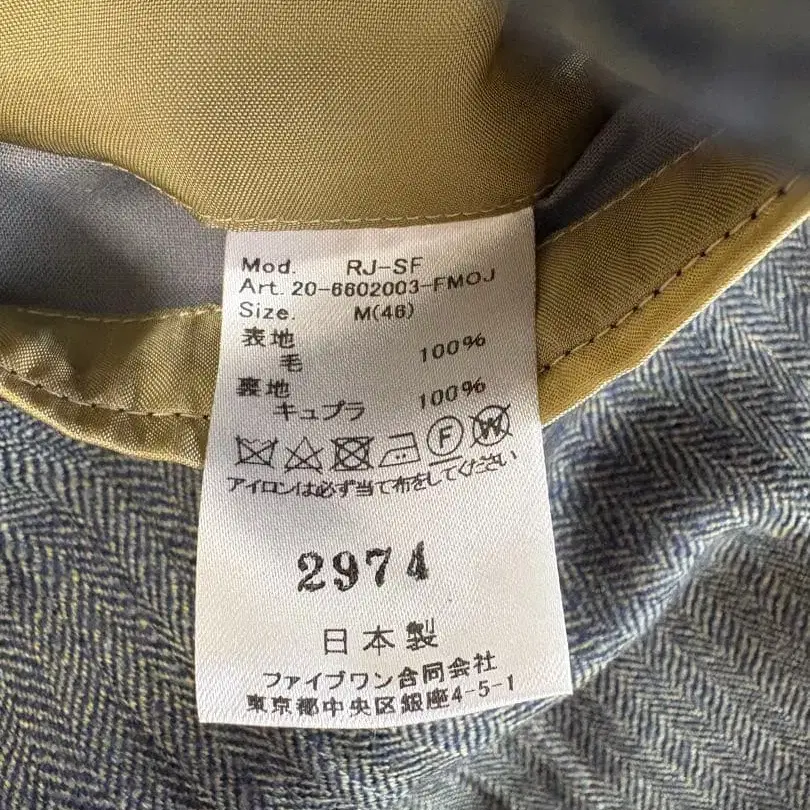 Mod. RJ-SF
Art. 20-6602003-FMOJ
Size. M(46)
表地
毛 100%
裏地
キュプラ 100%
F W
アイロンは必ず当て布をしてください
2974
日本製
ファイブワン合同会社
東京都中央区銀座4-5-1